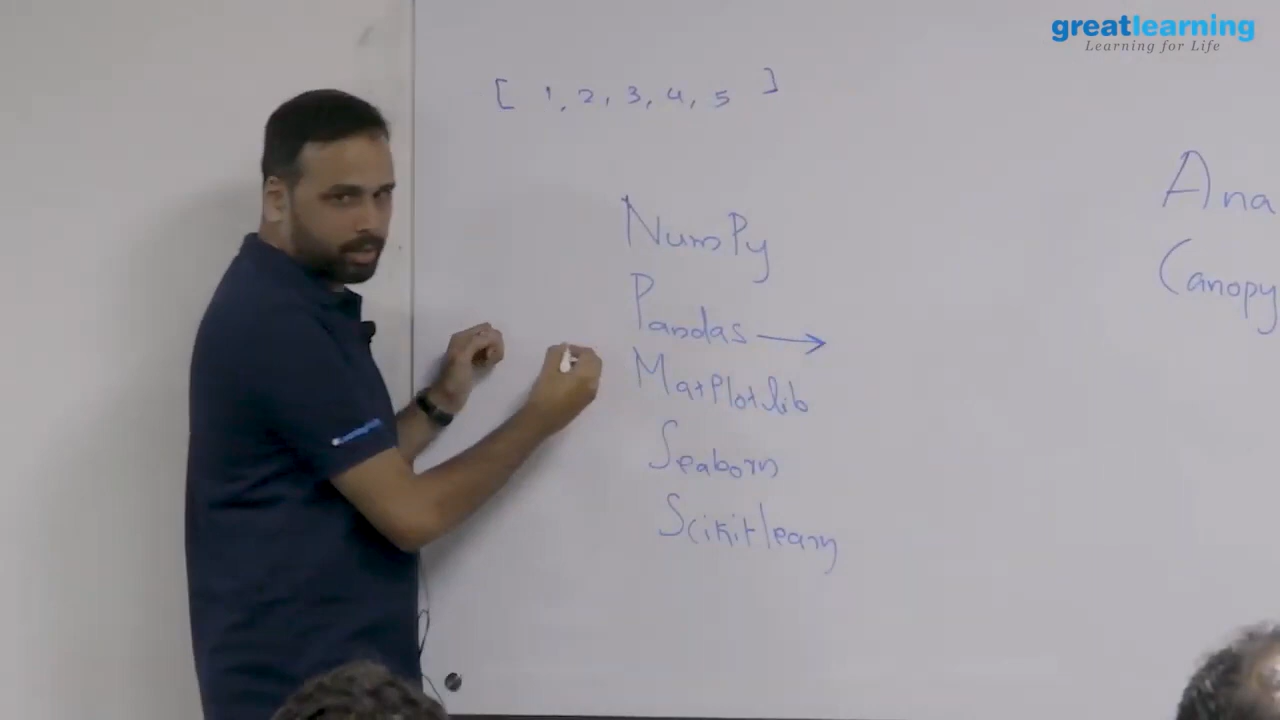 greatlearning
Learning for Life
[ 1, 2, 3, 4, 5 ]
NumPy
Pandas →
MatPlotlib
Seaborn
Scikitlearn
Ana
Canopy